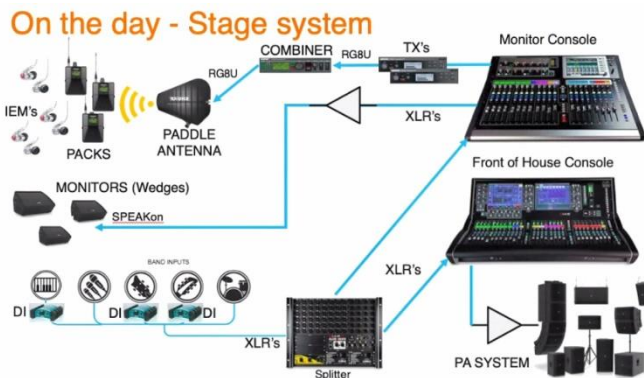 On the day - Stage system
Monitor Console
COMBINER
TX's
RG8U
RG8U
IEM's
PACKS
PADDLE
ANTENNA
XLR's
Front of House Console
MONITORS (Wedges)
SPEAKon
BAND INPUTS
DI
DI
DI
XLR's
XLR's
Splitter
PA SYSTEM